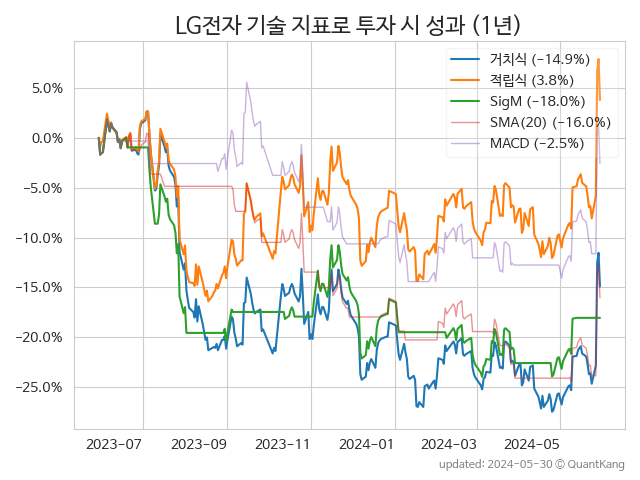 LG전자 기술 지표로 투자 시 성과 (1년)
거치식 (−14.9%)
적립식 (3.8%)
SigM (−18.0%)
SMA(20) (−16.0%)
MACD (−2.5%)
5.0%
0.0%
−5.0%
−10.0%
−15.0%
−20.0%
−25.0%
2023-07 2023-09 2023-11 2024-01 2024-03 2024-05
updated: 2024-05-30 © QuantKang